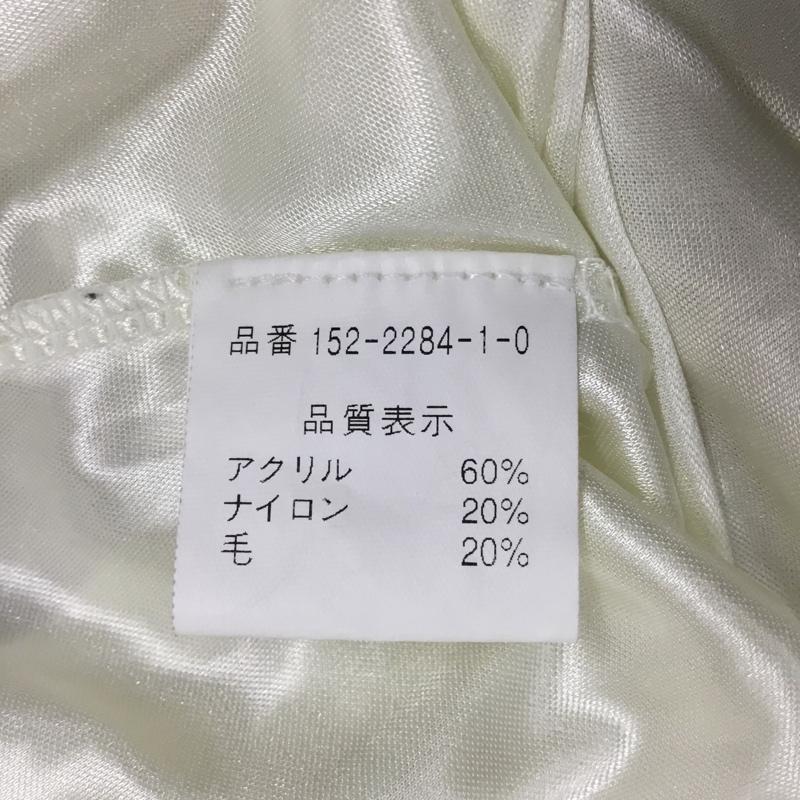 品番 152-2284-1-0
品質表示
アクリル 60%
ナイロン 20%
毛 20%